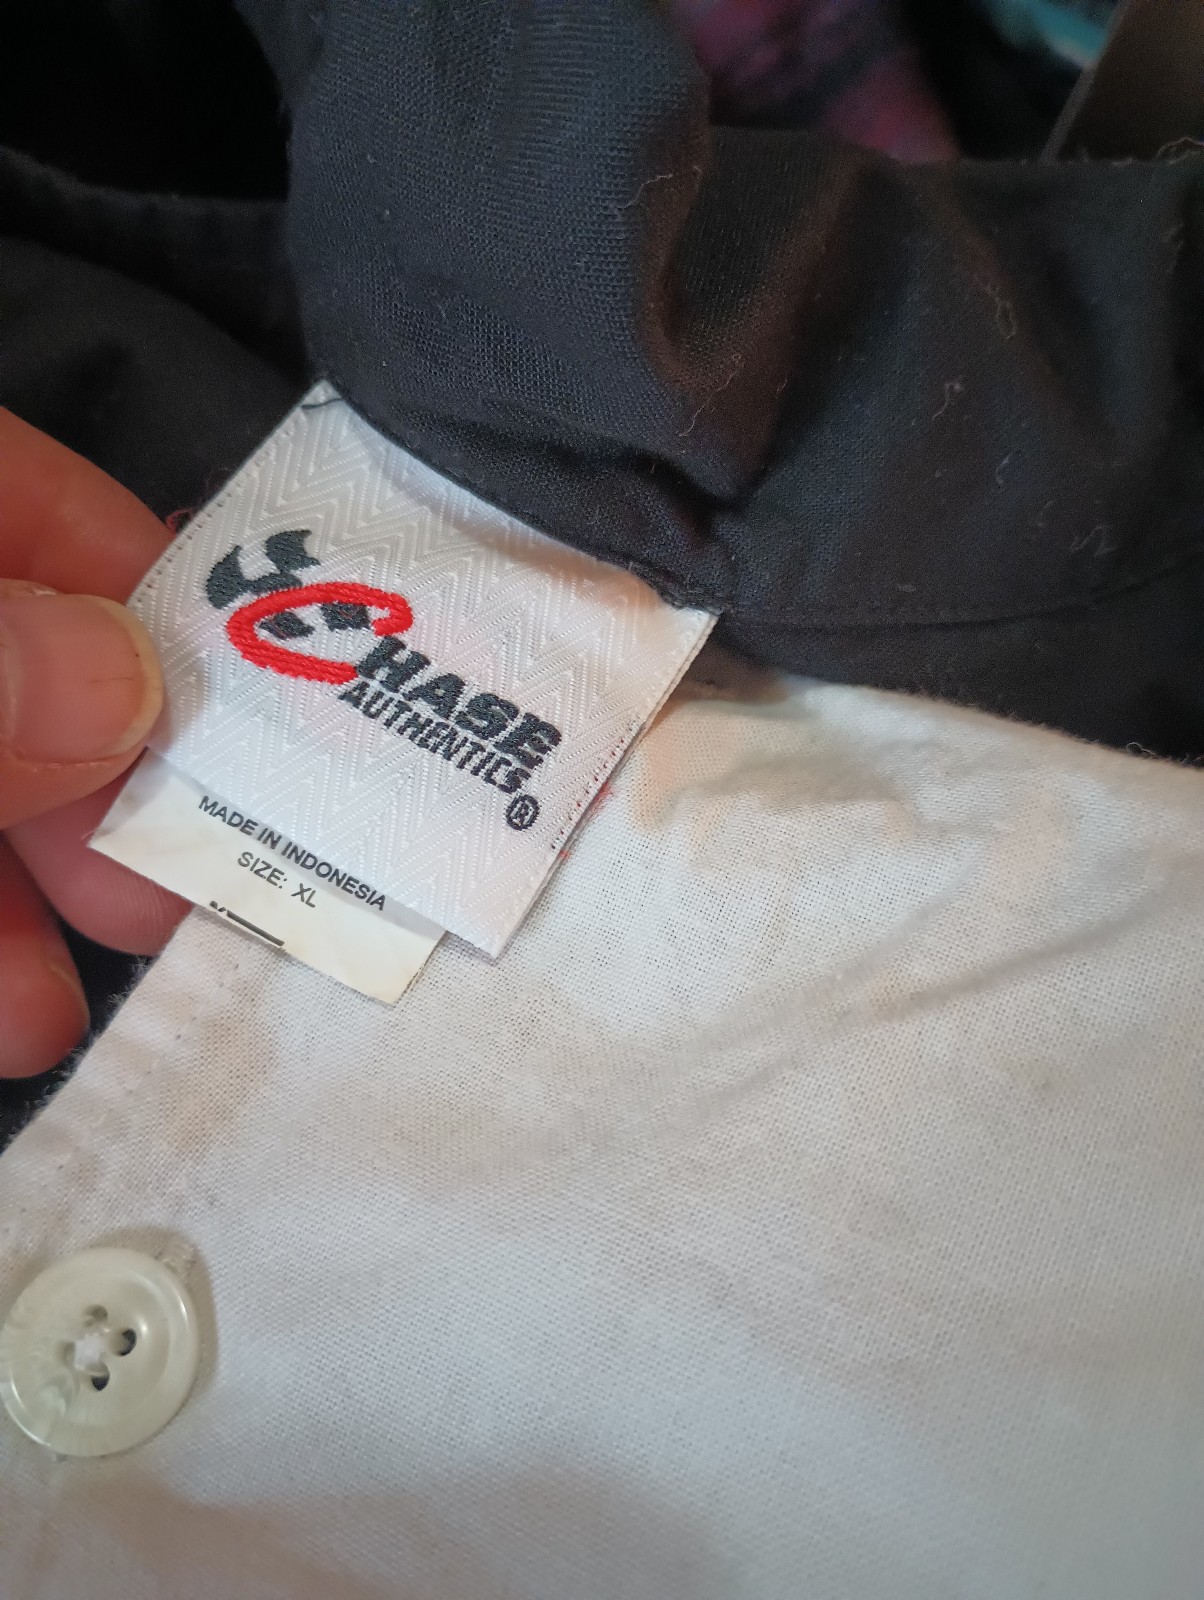 CHASE
AUTHENTICS®
MADE IN INDONESIA
SIZE: XL